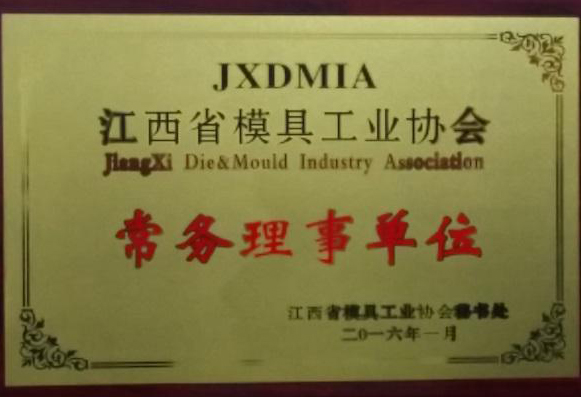 JXDMIA
江西省模具工业协会
JiangXi Die&Mould Industry Association
常务理事单位
江西省模具工业协会秘书处
二0一六年一月